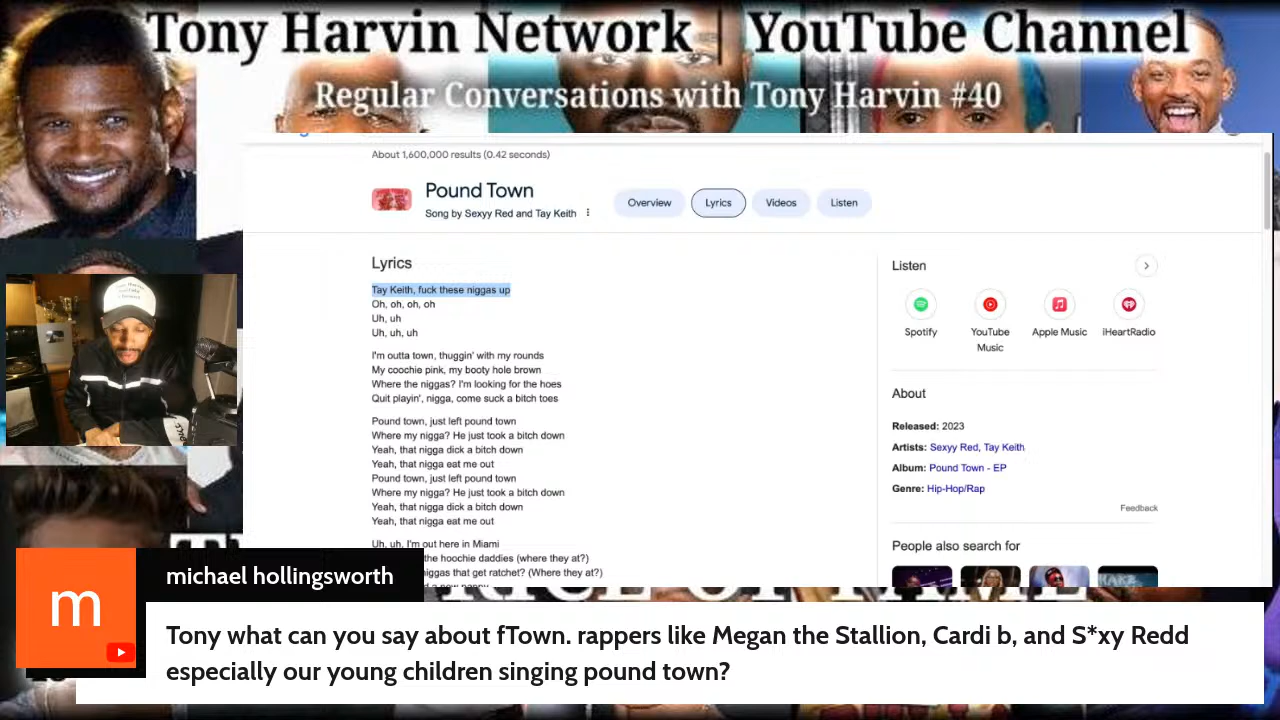 Tony Harvin Network | YouTube Channel
Regular Conversations with Tony Harvin #40
About 1,600,000 results (0.42 seconds)
Pound Town
Song by Sexyy Red and Tay Keith
Overview
Lyrics
Videos
Listen
Lyrics
Tay Keith, fuck these niggas up
Oh, oh, oh, oh
Uh, uh
Uh, uh, uh
I'm outta town, thuggin' with my rounds
My coochie pink, my booty hole brown
Where the niggas? I'm looking for the hoes
Quit playin', nigga, come suck a bitch toes
Pound town, just left pound town
Where my nigga? He just took a bitch down
Yeah, that nigga dick a bitch down
Yeah, that nigga eat me out
Pound town, just left pound town
Where my nigga? He just took a bitch down
Yeah, that nigga dick a bitch down
Yeah, that nigga eat me out
Uh, uh, I'm out here in Miami
the hoochie daddies (where they at?)
niggas that get ratchet? (Where they at?)
Listen
Spotify
YouTube Music
Apple Music
iHeartRadio
About
Released: 2023
Artists: Sexyy Red, Tay Keith
Album: Pound Town - EP
Genre: Hip-Hop/Rap
Feedback
People also search for
m
michael hollingsworth
Tony what can you say about fTown. rappers like Megan the Stallion, Cardi b, and S*xy Redd
especially our young children singing pound town?